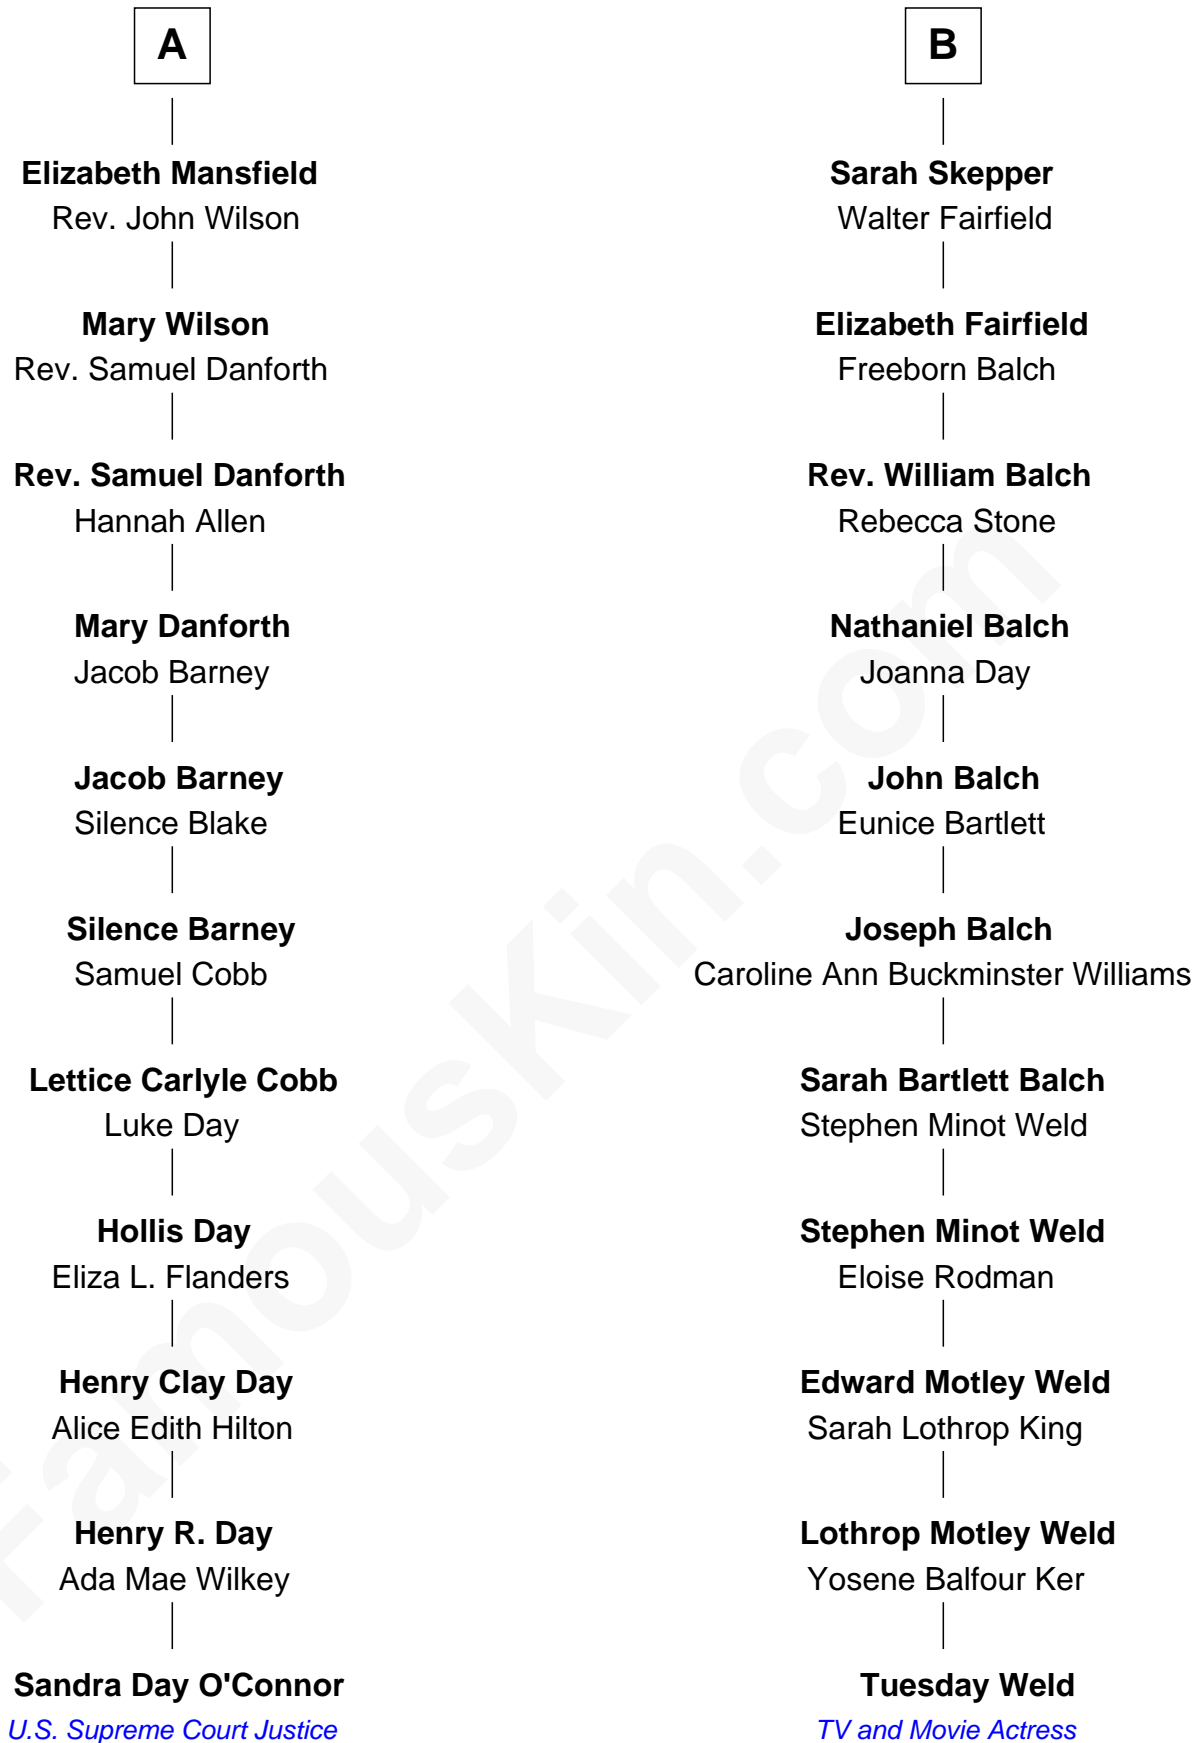 A
Elizabeth Mansfield
Rev. John Wilson
Mary Wilson
Rev. Samuel Danforth
Rev. Samuel Danforth
Hannah Allen
Mary Danforth
Jacob Barney
Jacob Barney
Silence Blake
Silence Barney
Samuel Cobb
Lettice Carlyle Cobb
Luke Day
Hollis Day
Eliza L. Flanders
Henry Clay Day
Alice Edith Hilton
Henry R. Day
Ada Mae Wilkey
Sandra Day O'Connor
U.S. Supreme Court Justice
B
Sarah Skepper
Walter Fairfield
Elizabeth Fairfield
Freeborn Balch
Rev. William Balch
Rebecca Stone
Nathaniel Balch
Joanna Day
John Balch
Eunice Bartlett
Joseph Balch
Caroline Ann Buckminster Williams
Sarah Bartlett Balch
Stephen Minot Weld
Stephen Minot Weld
Eloise Rodman
Edward Motley Weld
Sarah Lothrop King
Lothrop Motley Weld
Yosene Balfour Ker
Tuesday Weld
TV and Movie Actress
FamousKin.com